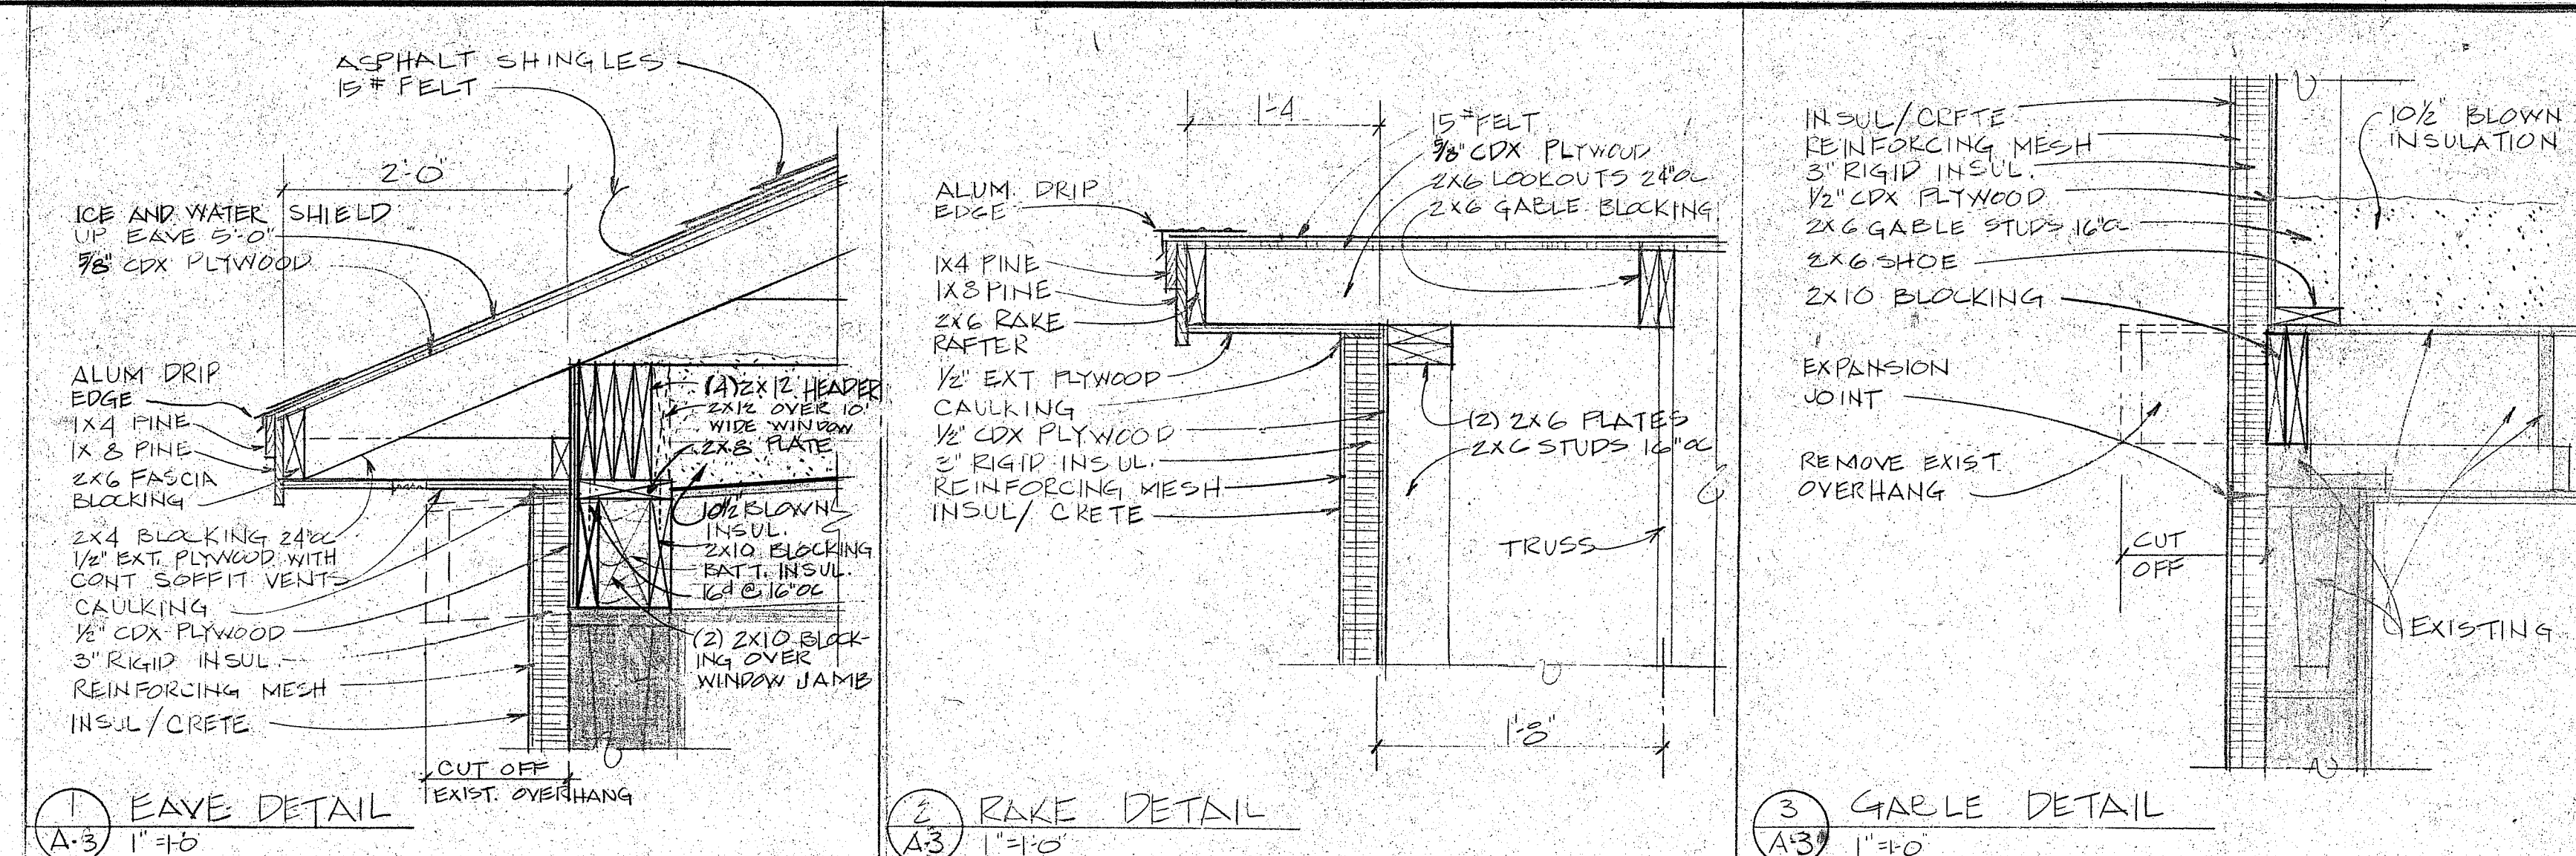 ASPHALT SHINGLES
15# FELT
2'-0"
ICE AND WATER SHIELD
UP EAVE 5'-0"
5/8" CDX PLYWOOD
ALUM DRIP
EDGE
1X4 PINE
1X 8 PINE
2X6 FASCIA
BLOCKING
2X4 BLOCKING 24"OC
1/2" EXT. PLYWOOD WITH
CONT SOFFIT VENTS
CAULKING
1/2" CDX PLYWOOD
3" RIGID INSUL.
REINFORCING MESH
INSUL/CRETE
(4) 2X12 HEADER
2X12 OVER 10'
WIDE WINDOW
2X8 PLATE
10 1/2" BLOWN
INSUL.
2X10 BLOCKING
BATT. INSUL.
16d @ 16"OC
(2) 2X10 BLOCK-
ING OVER
WINDOW JAMB
CUT OFF
EXIST. OVERHANG
1
A-3
EAVE DETAIL
1"=1'-0"
1'-4
15# FELT
5/8" CDX PLYWOOD
2X6 LOOKOUTS 24"OC
2X6 GABLE BLOCKING
ALUM DRIP
EDGE
1X4 PINE
1X8 PINE
2X6 RAKE
RAFTER
1/2" EXT PLYWOOD
CAULKING
1/2" CDX PLYWOOD
3" RIGID INSUL.
REINFORCING MESH
INSUL/ CRETE
(2) 2X6 PLATES
2X6 STUDS 16"OC
TRUSS
1'-8"
2
A-3
RAKE DETAIL
1"=1'-0"
INSUL/CRETE
REINFORCING MESH
3" RIGID INSUL.
1/2" CDX PLYWOOD
2X6 GABLE STUDS 16"OC
2X6 SHOE
2X10 BLOCKING
EXPANSION
JOINT
REMOVE EXIST.
OVERHANG
10 1/2" BLOWN
INSULATION
CUT
OFF
EXISTING
3
A-3
GABLE DETAIL
1"=1'-0"